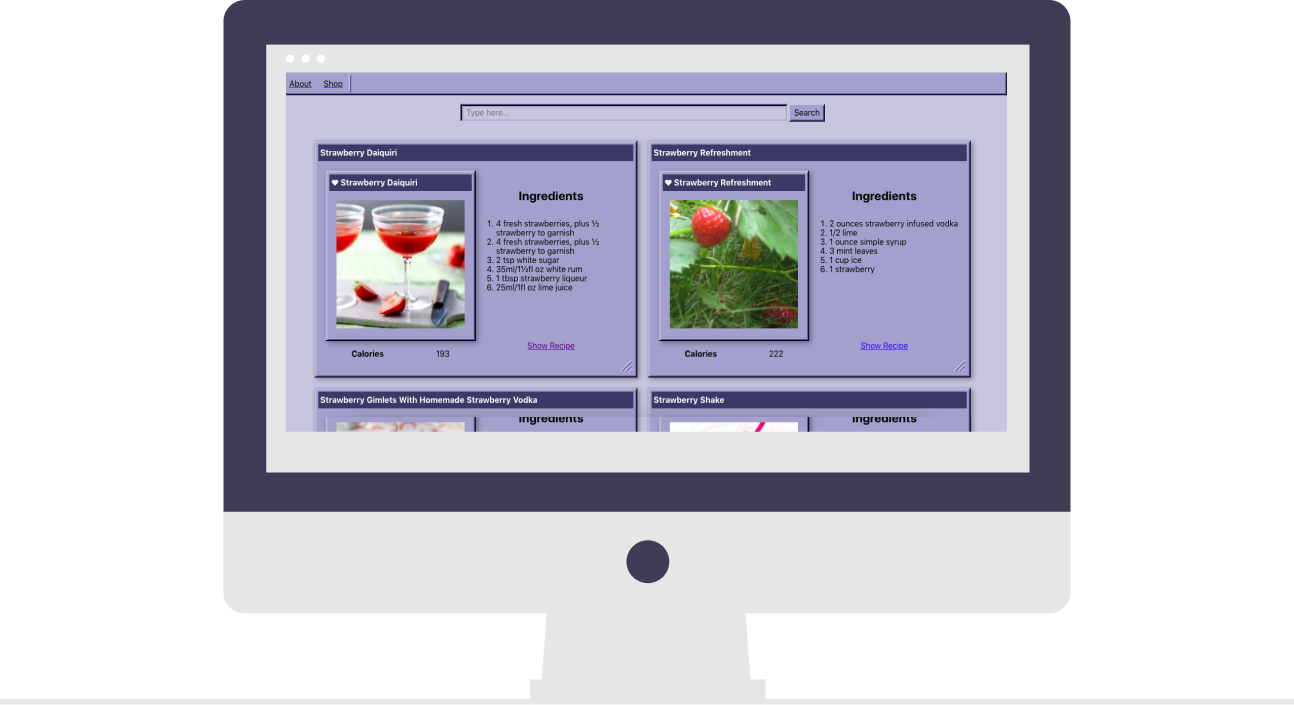 About Shop
Type here...
Search
Strawberry Daiquiri
♥ Strawberry Daiquiri
Ingredients
1. 4 fresh strawberries, plus ½
strawberry to garnish
2. 4 fresh strawberries, plus ½
strawberry to garnish
3. 2 tsp white sugar
4. 35ml/1½fl oz white rum
5. 1 tbsp strawberry liqueur
6. 25ml/1fl oz lime juice
Show Recipe
Calories 193
Strawberry Refreshment
♥ Strawberry Refreshment
Ingredients
1. 2 ounces strawberry infused vodka
2. 1/2 lime
3. 1 ounce simple syrup
4. 3 mint leaves
5. 1 cup ice
6. 1 strawberry
Show Recipe
Calories 222
Strawberry Gimlets With Homemade Strawberry Vodka
Ingredients
Strawberry Shake
Ingredients